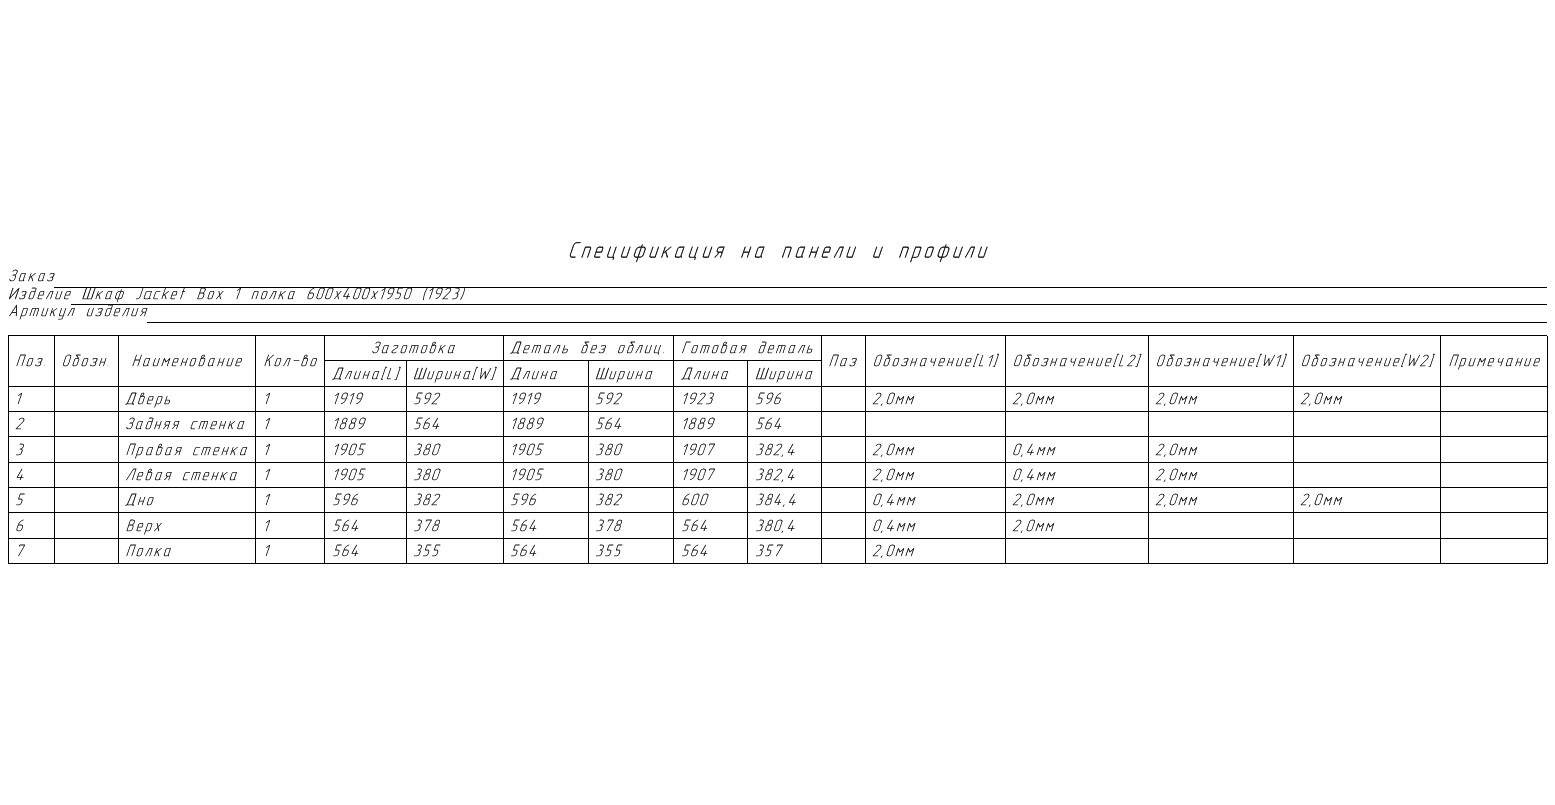 Спецификация на панели и профили
Заказ
Изделие Шкаф Jacket Box 1 полка 600х400х1950 (1923)
Артикул изделия
Поз. Обозн. Наименование Кол-во Заготовка Деталь без облиц. Готовая деталь Паз Обозначение[L1] Обозначение[L2] Обозначение[W1] Обозначение[W2] Примечание
Длина[L] Ширина[W] Длина Ширина Длина Ширина
1 Дверь 1 1919 592 1919 592 1923 596 2,0мм 2,0мм 2,0мм 2,0мм
2 Задняя стенка 1 1889 564 1889 564 1889 564
3 Правая стенка 1 1905 380 1905 380 1907 382,4 2,0мм 0,4мм 2,0мм
4 Левая стенка 1 1905 380 1905 380 1907 382,4 2,0мм 0,4мм 2,0мм
5 Дно 1 596 382 596 382 600 384,4 0,4мм 2,0мм 2,0мм 2,0мм
6 Верх 1 564 378 564 378 564 380,4 0,4мм 2,0мм
7 Полка 1 564 355 564 355 564 357 2,0мм